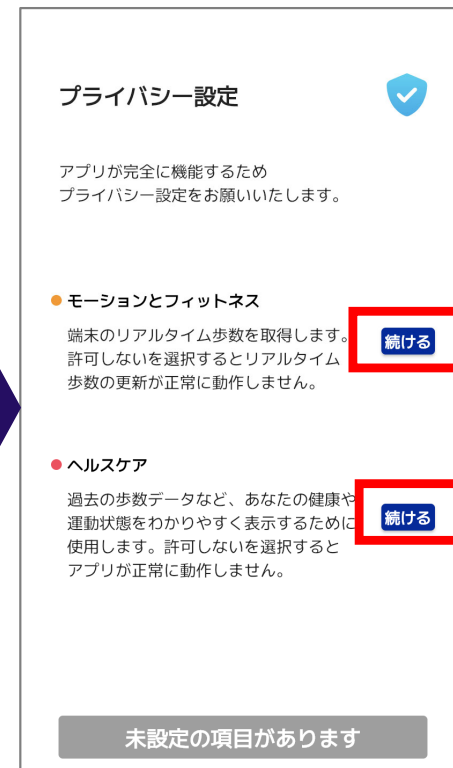 プライバシー設定
アプリが完全に機能するため
プライバシー設定をお願いいたします。
モーションとフィットネス
端末のリアルタイム歩数を取得します。
許可しないを選択するとリアルタイム
歩数の更新が正常に動作しません。
続ける
ヘルスケア
過去の歩数データなど、あなたの健康や
運動状態をわかりやすく表示するために
使用します。許可しないを選択すると
アプリが正常に動作しません。
続ける
未設定の項目があります